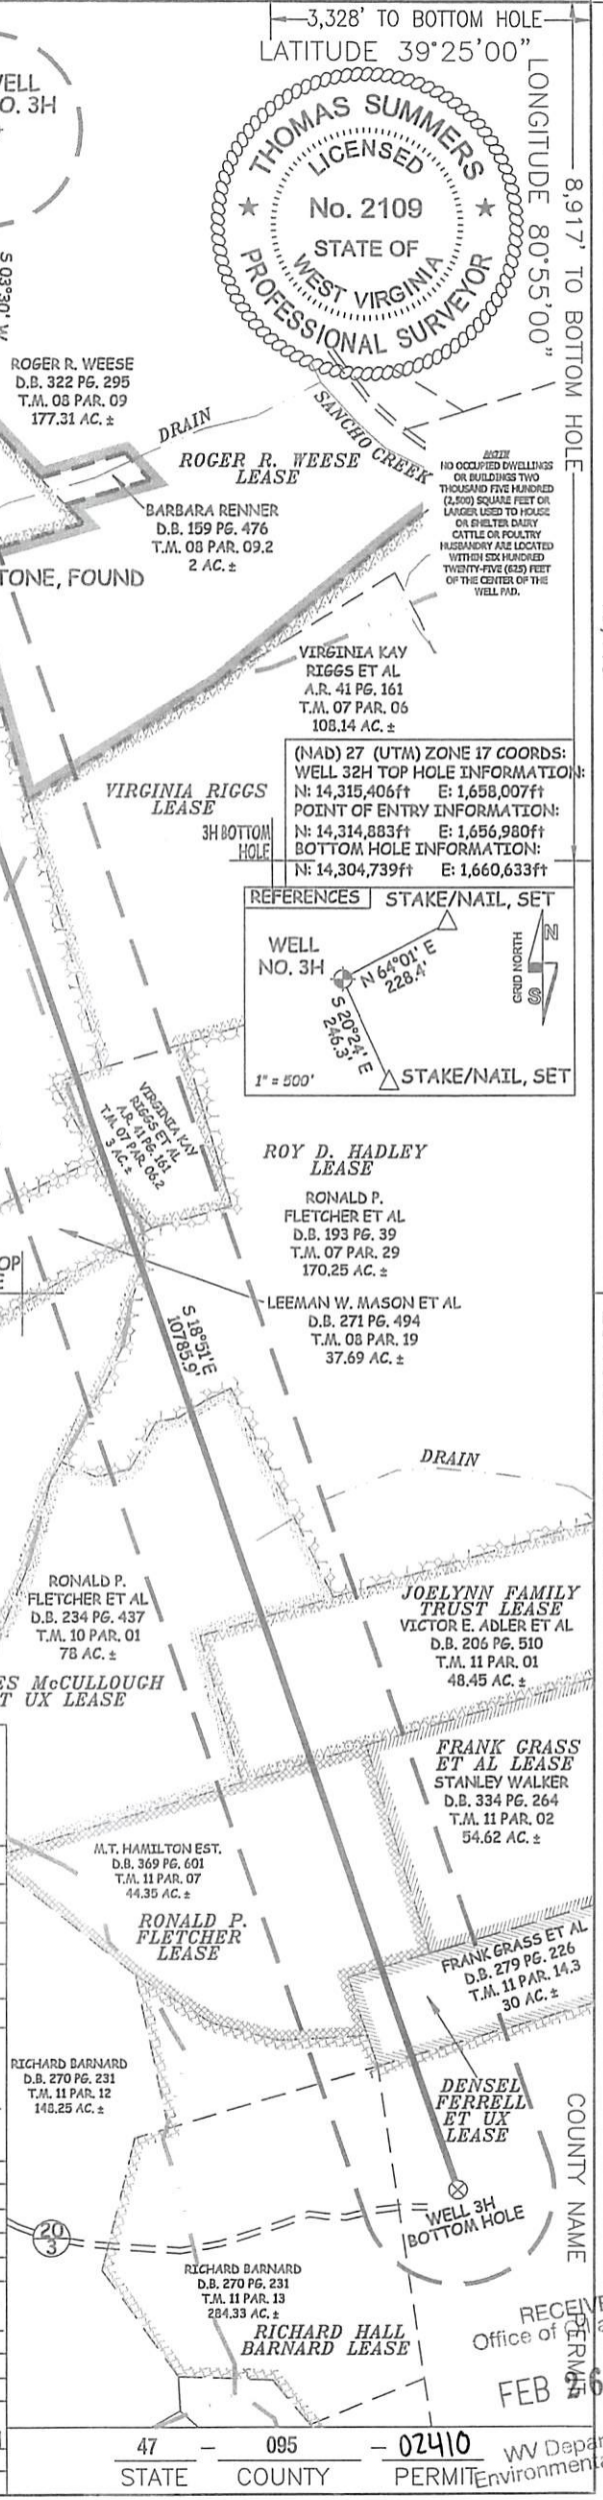 3,328' TO BOTTOM HOLE
LATITUDE 39°25'00"
LONGITUDE 80°55'00"
8,917' TO BOTTOM HOLE
WELL
NO. 3H
THOMAS SUMMERS
LICENSED
No. 2109
STATE OF
WEST VIRGINIA
PROFESSIONAL SURVEYOR
S 03°30' W
ROGER R. WEESE
D.B. 322 PG. 295
T.M. 08 PAR. 09
177.31 AC. ±
DRAIN
SANCHO CREEK
ROGER R. WEESE
LEASE
BARBARA RENNER
D.B. 159 PG. 476
T.M. 08 PAR. 09.2
2 AC. ±
NOTE
NO OCCUPIED DWELLINGS
OR BUILDINGS TWO
THOUSAND FIVE HUNDRED
(2,500) SQUARE FEET OR
LARGER USED TO HOUSE
OR SHELTER DAIRY
CATTLE OR POULTRY
HUSBANDRY ARE LOCATED
WITHIN SIX HUNDRED
TWENTY-FIVE (625) FEET
OF THE CENTER OF THE
WELL PAD.
TONE, FOUND
VIRGINIA KAY
RIGGS ET AL
A.R. 41 PG. 161
T.M. 07 PAR. 06
108.14 AC. ±
VIRGINIA RIGGS
LEASE
3H BOTTOM
HOLE
(NAD) 27 (UTM) ZONE 17 COORDS:
WELL 32H TOP HOLE INFORMATION:
N: 14,315,406ft E: 1,658,007ft
POINT OF ENTRY INFORMATION:
N: 14,314,883ft E: 1,656,980ft
BOTTOM HOLE INFORMATION:
N: 14,304,739ft E: 1,660,633ft
REFERENCES
STAKE/NAIL, SET
WELL
NO. 3H
N 64°01' E
228.4'
S 20°24' E
246.3'
GRID NORTH
N
S
1" = 500'
STAKE/NAIL, SET
VIRGINIA KAY
RIGGS ET AL
A.R. 41 PG. 161
T.M. 07 PAR. 06.2
3 AC. ±
ROY D. HADLEY
LEASE
RONALD P.
FLETCHER ET AL
D.B. 193 PG. 39
T.M. 07 PAR. 29
170.25 AC. ±
OP
LEEMAN W. MASON ET AL
D.B. 271 PG. 494
T.M. 08 PAR. 19
37.69 AC. ±
S 18°51'E
10785.9'
DRAIN
RONALD P.
FLETCHER ET AL
D.B. 234 PG. 437
T.M. 10 PAR. 01
78 AC. ±
ES McCULLOUGH
T UX LEASE
JOELYNN FAMILY
TRUST LEASE
VICTOR E. ADLER ET AL
D.B. 206 PG. 510
T.M. 11 PAR. 01
48.45 AC. ±
FRANK GRASS
ET AL LEASE
STANLEY WALKER
D.B. 334 PG. 264
T.M. 11 PAR. 02
54.62 AC. ±
M.T. HAMILTON EST.
D.B. 369 PG. 601
T.M. 11 PAR. 07
44.35 AC. ±
RONALD P.
FLETCHER
LEASE
FRANK GRASS ET AL
D.B. 279 PG. 226
T.M. 11 PAR. 14.3
30 AC. ±
RICHARD BARNARD
D.B. 270 PG. 231
T.M. 11 PAR. 12
148.25 AC. ±
DENSEL
FERRELL
ET UX
LEASE
WELL 3H
BOTTOM HOLE
20
3
RICHARD BARNARD
D.B. 270 PG. 231
T.M. 11 PAR. 13
284.33 AC. ±
RICHARD HALL
BARNARD LEASE
COUNTY NAME
PERMIT
RECEIVE
Office of
FEB 26
47 – 095 – 02410
STATE COUNTY PERMIT
WV Depar
Environmenta